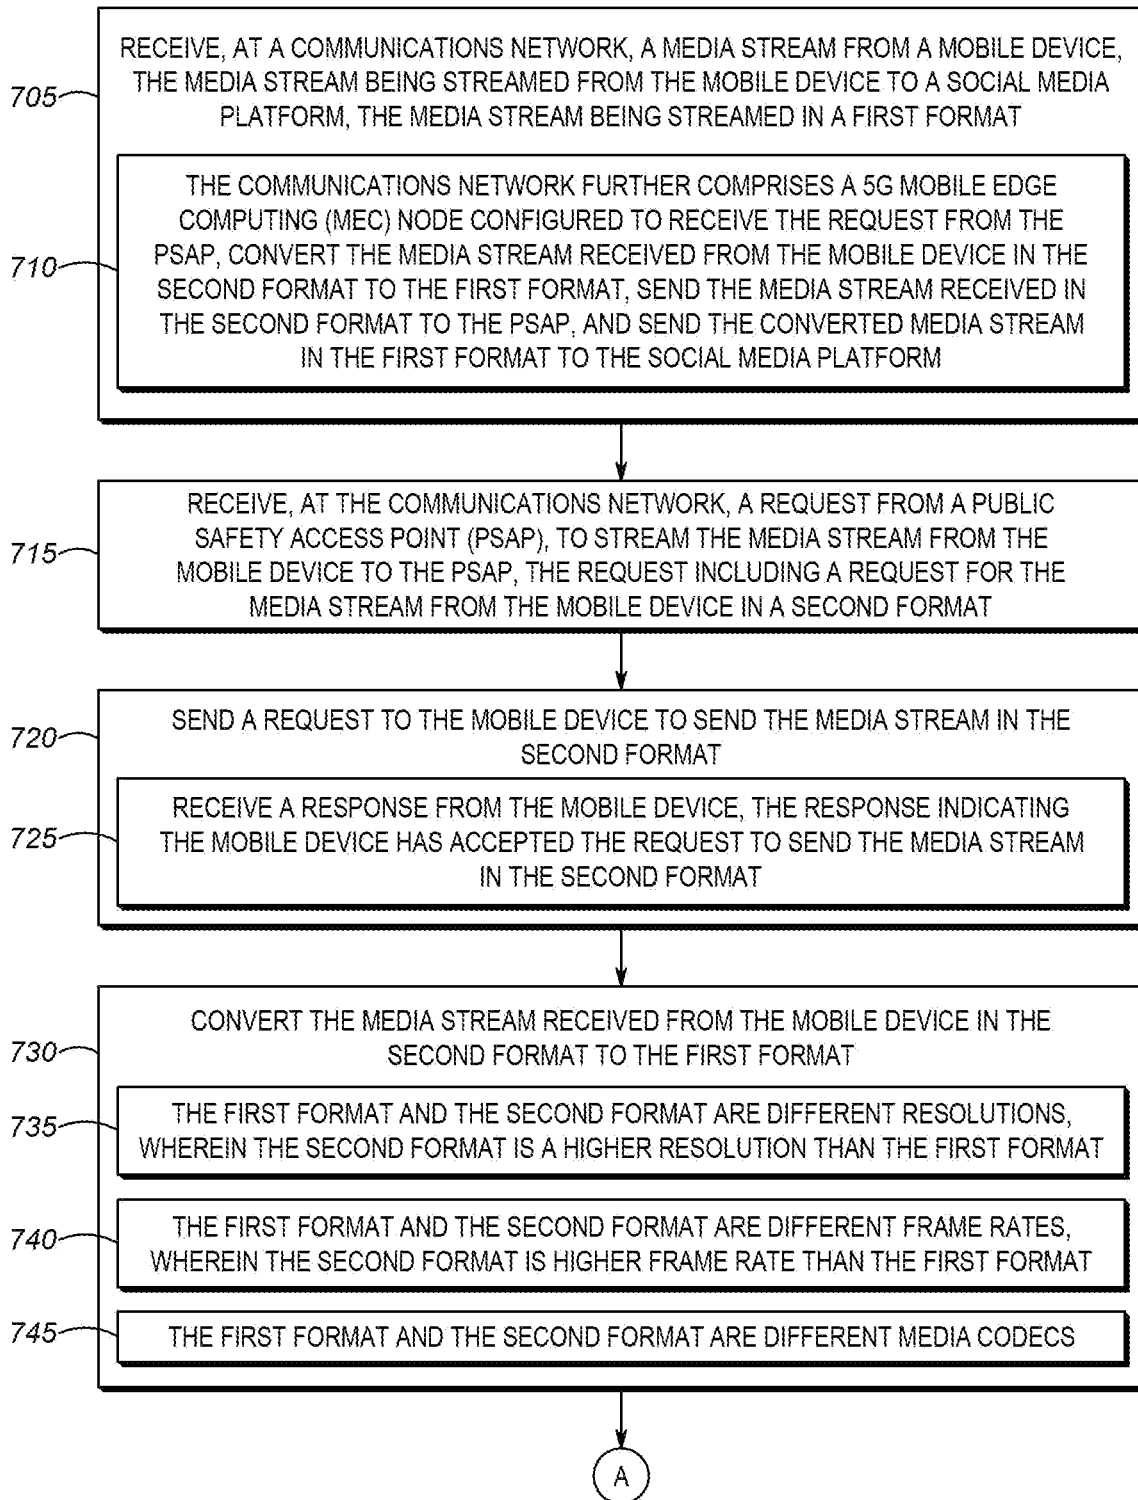 705
RECEIVE, AT A COMMUNICATIONS NETWORK, A MEDIA STREAM FROM A MOBILE DEVICE,
THE MEDIA STREAM BEING STREAMED FROM THE MOBILE DEVICE TO A SOCIAL MEDIA
PLATFORM, THE MEDIA STREAM BEING STREAMED IN A FIRST FORMAT
710
THE COMMUNICATIONS NETWORK FURTHER COMPRISES A 5G MOBILE EDGE
COMPUTING (MEC) NODE CONFIGURED TO RECEIVE THE REQUEST FROM THE
PSAP, CONVERT THE MEDIA STREAM RECEIVED FROM THE MOBILE DEVICE IN THE
SECOND FORMAT TO THE FIRST FORMAT, SEND THE MEDIA STREAM RECEIVED IN
THE SECOND FORMAT TO THE PSAP, AND SEND THE CONVERTED MEDIA STREAM
IN THE FIRST FORMAT TO THE SOCIAL MEDIA PLATFORM
715
RECEIVE, AT THE COMMUNICATIONS NETWORK, A REQUEST FROM A PUBLIC
SAFETY ACCESS POINT (PSAP), TO STREAM THE MEDIA STREAM FROM THE
MOBILE DEVICE TO THE PSAP, THE REQUEST INCLUDING A REQUEST FOR THE
MEDIA STREAM FROM THE MOBILE DEVICE IN A SECOND FORMAT
720
SEND A REQUEST TO THE MOBILE DEVICE TO SEND THE MEDIA STREAM IN THE
SECOND FORMAT
725
RECEIVE A RESPONSE FROM THE MOBILE DEVICE, THE RESPONSE INDICATING
THE MOBILE DEVICE HAS ACCEPTED THE REQUEST TO SEND THE MEDIA STREAM
IN THE SECOND FORMAT
730
CONVERT THE MEDIA STREAM RECEIVED FROM THE MOBILE DEVICE IN THE
SECOND FORMAT TO THE FIRST FORMAT
735
THE FIRST FORMAT AND THE SECOND FORMAT ARE DIFFERENT RESOLUTIONS,
WHEREIN THE SECOND FORMAT IS A HIGHER RESOLUTION THAN THE FIRST FORMAT
740
THE FIRST FORMAT AND THE SECOND FORMAT ARE DIFFERENT FRAME RATES,
WHEREIN THE SECOND FORMAT IS HIGHER FRAME RATE THAN THE FIRST FORMAT
745
THE FIRST FORMAT AND THE SECOND FORMAT ARE DIFFERENT MEDIA CODECS
A